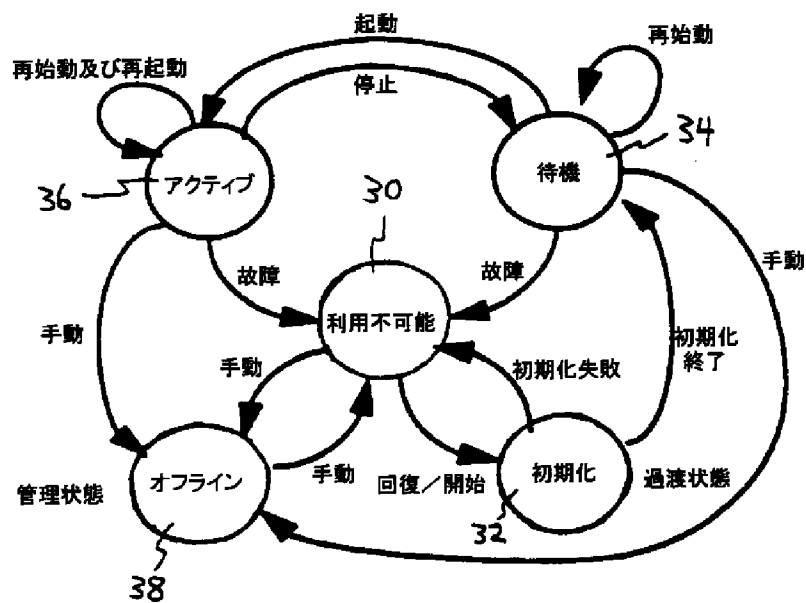 起動
再始動
再始動及び再起動
停止
34
アクティブ
待機
36
30
故障
故障
手動
利用不可能
手動
初期化
終了
手動
初期化失敗
オフライン
手動
回復／開始
初期化
過渡状態
管理状態
32
38